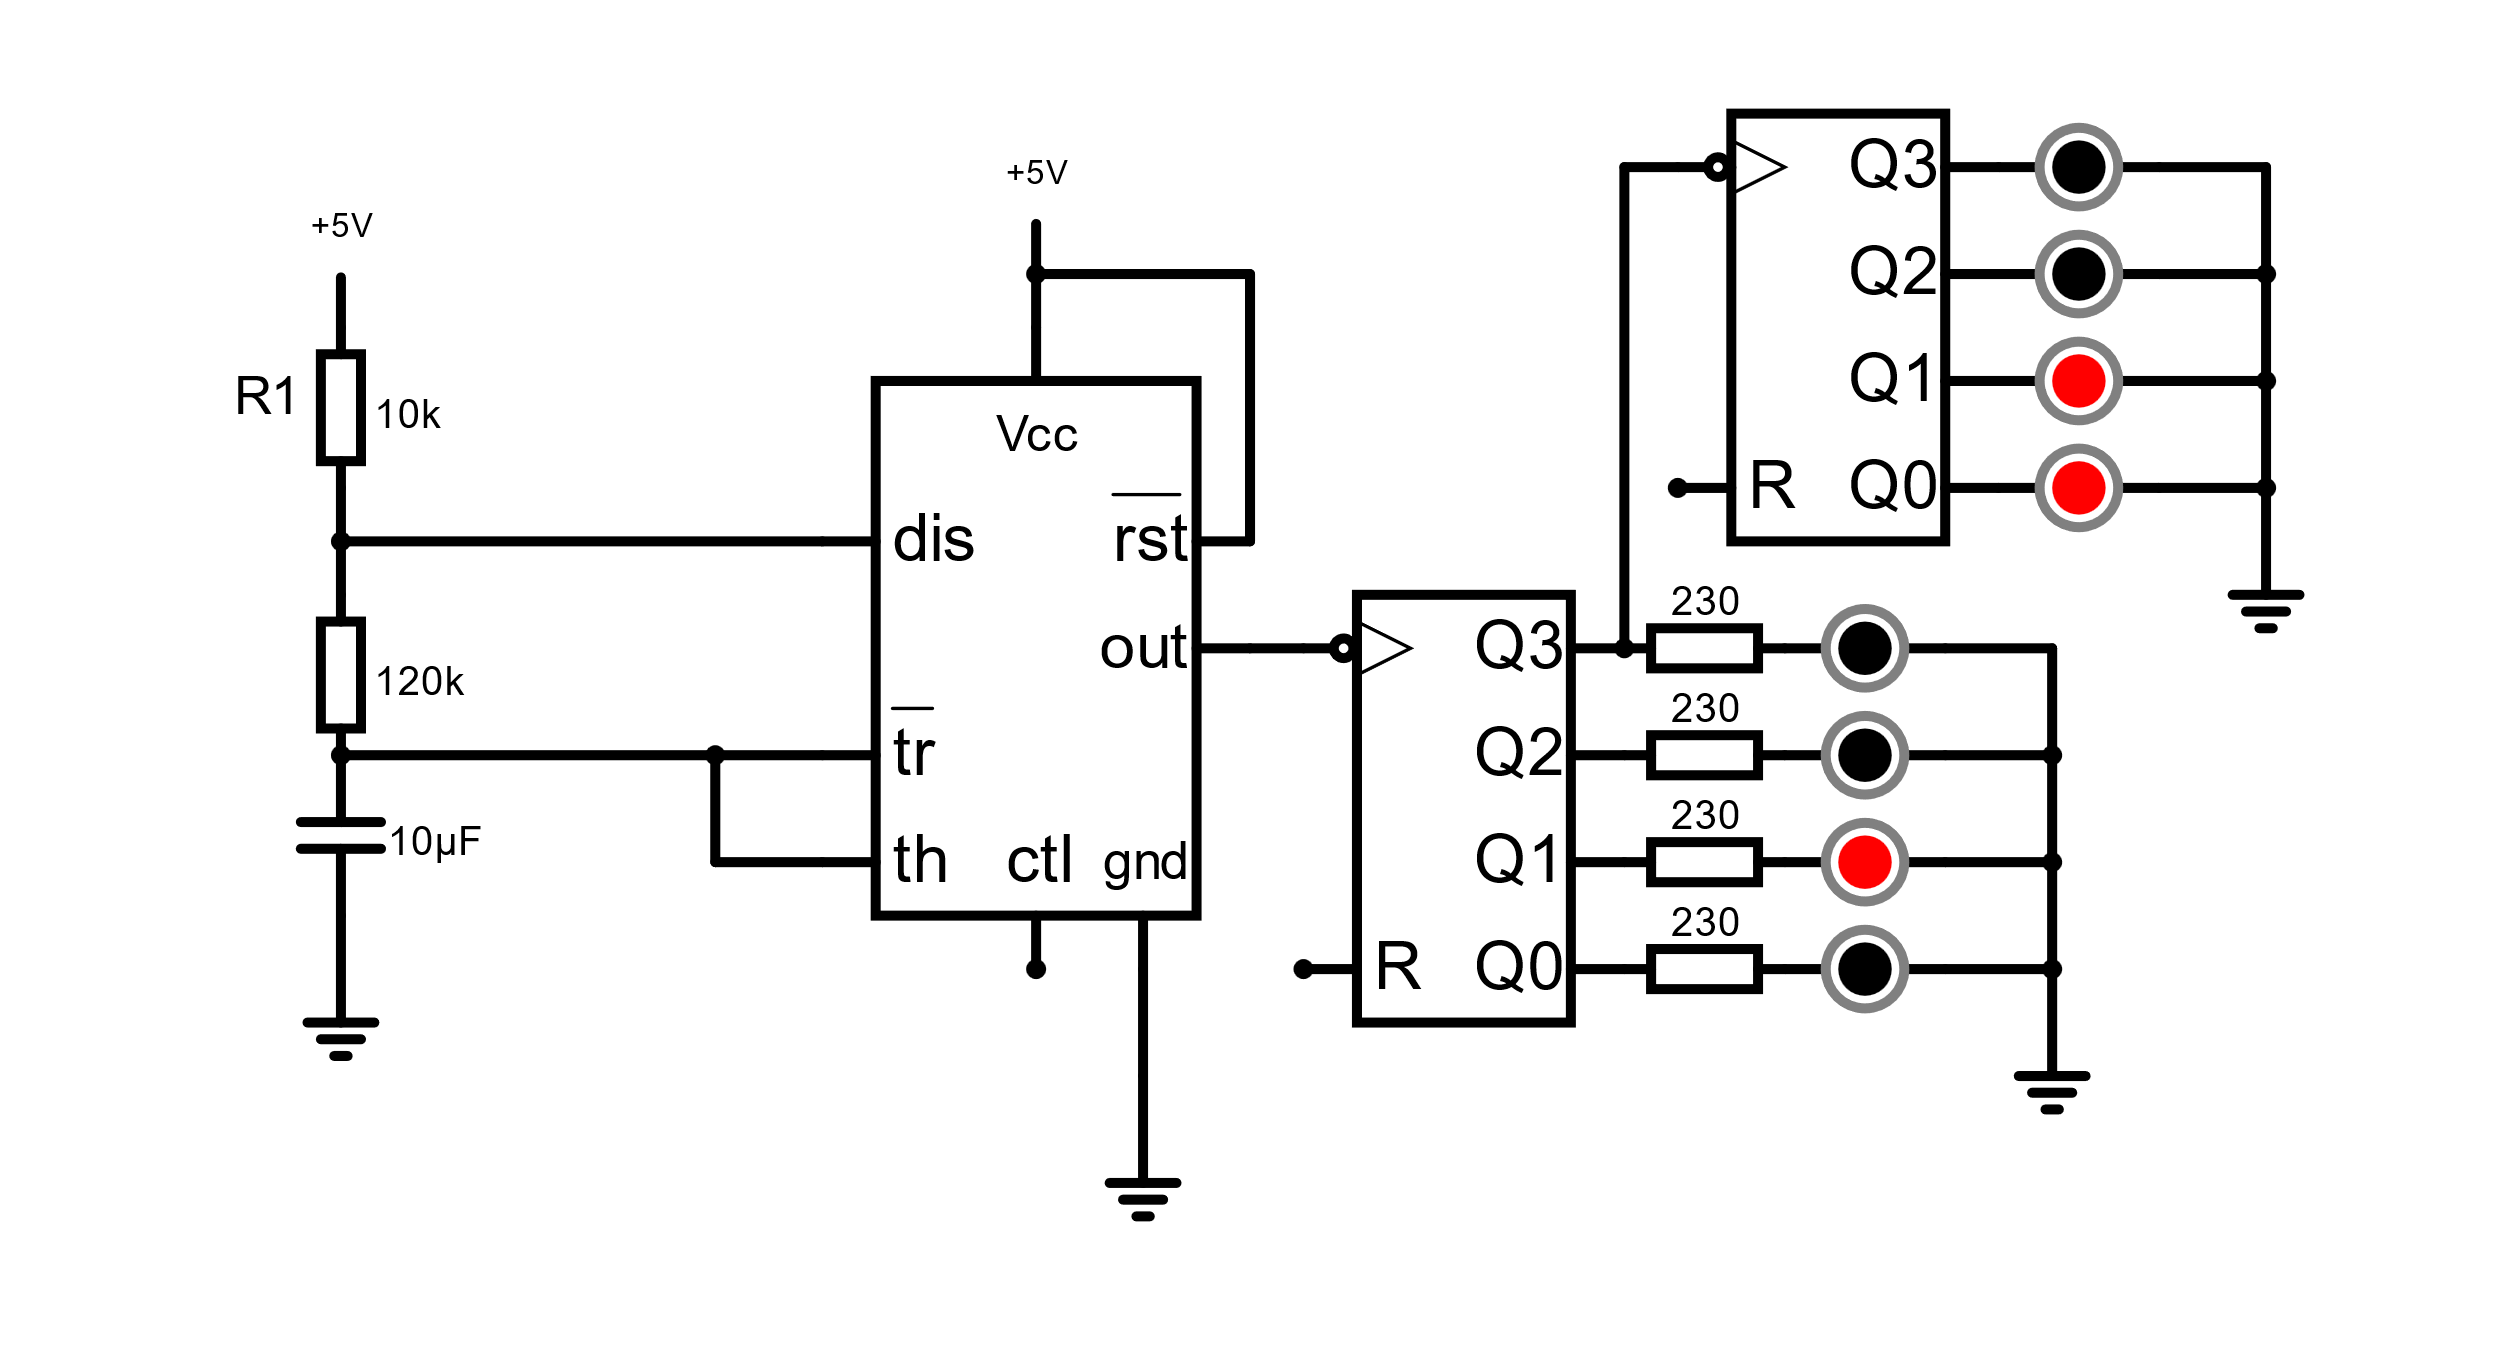 +5V
R1
10k
120k
10µF
+5V
Vcc
dis
rst
out
tr
th
ctl
gnd
Q3
Q2
Q1
R
Q0
230
230
230
230
Q3
Q2
Q1
R
Q0